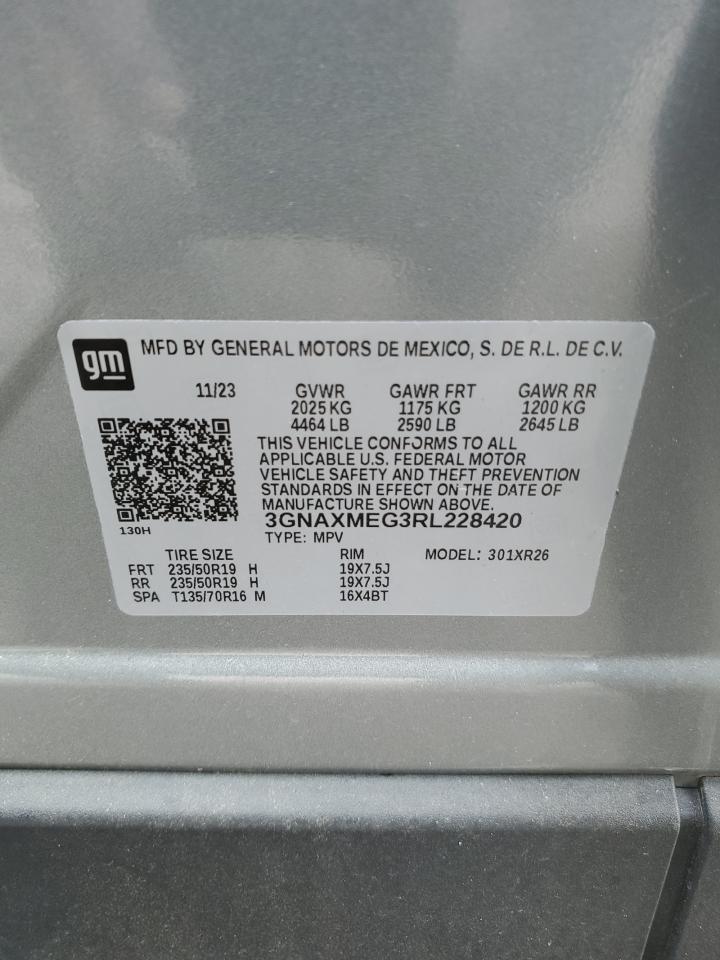 gm MFD BY GENERAL MOTORS DE MEXICO, S. DE R.L. DE C.V.
11/23 GVWR GAWR FRT GAWR RR
2025 KG 1175 KG 1200 KG
4464 LB 2590 LB 2645 LB
THIS VEHICLE CONFORMS TO ALL
APPLICABLE U.S. FEDERAL MOTOR
VEHICLE SAFETY AND THEFT PREVENTION
STANDARDS IN EFFECT ON THE DATE OF
MANUFACTURE SHOWN ABOVE.
3GNAXMEG3RL228420
130H
TYPE: MPV
TIRE SIZE RIM MODEL: 301XR26
FRT 235/50R19 H 19X7.5J
RR 235/50R19 H 19X7.5J
SPA T135/70R16 M 16X4BT